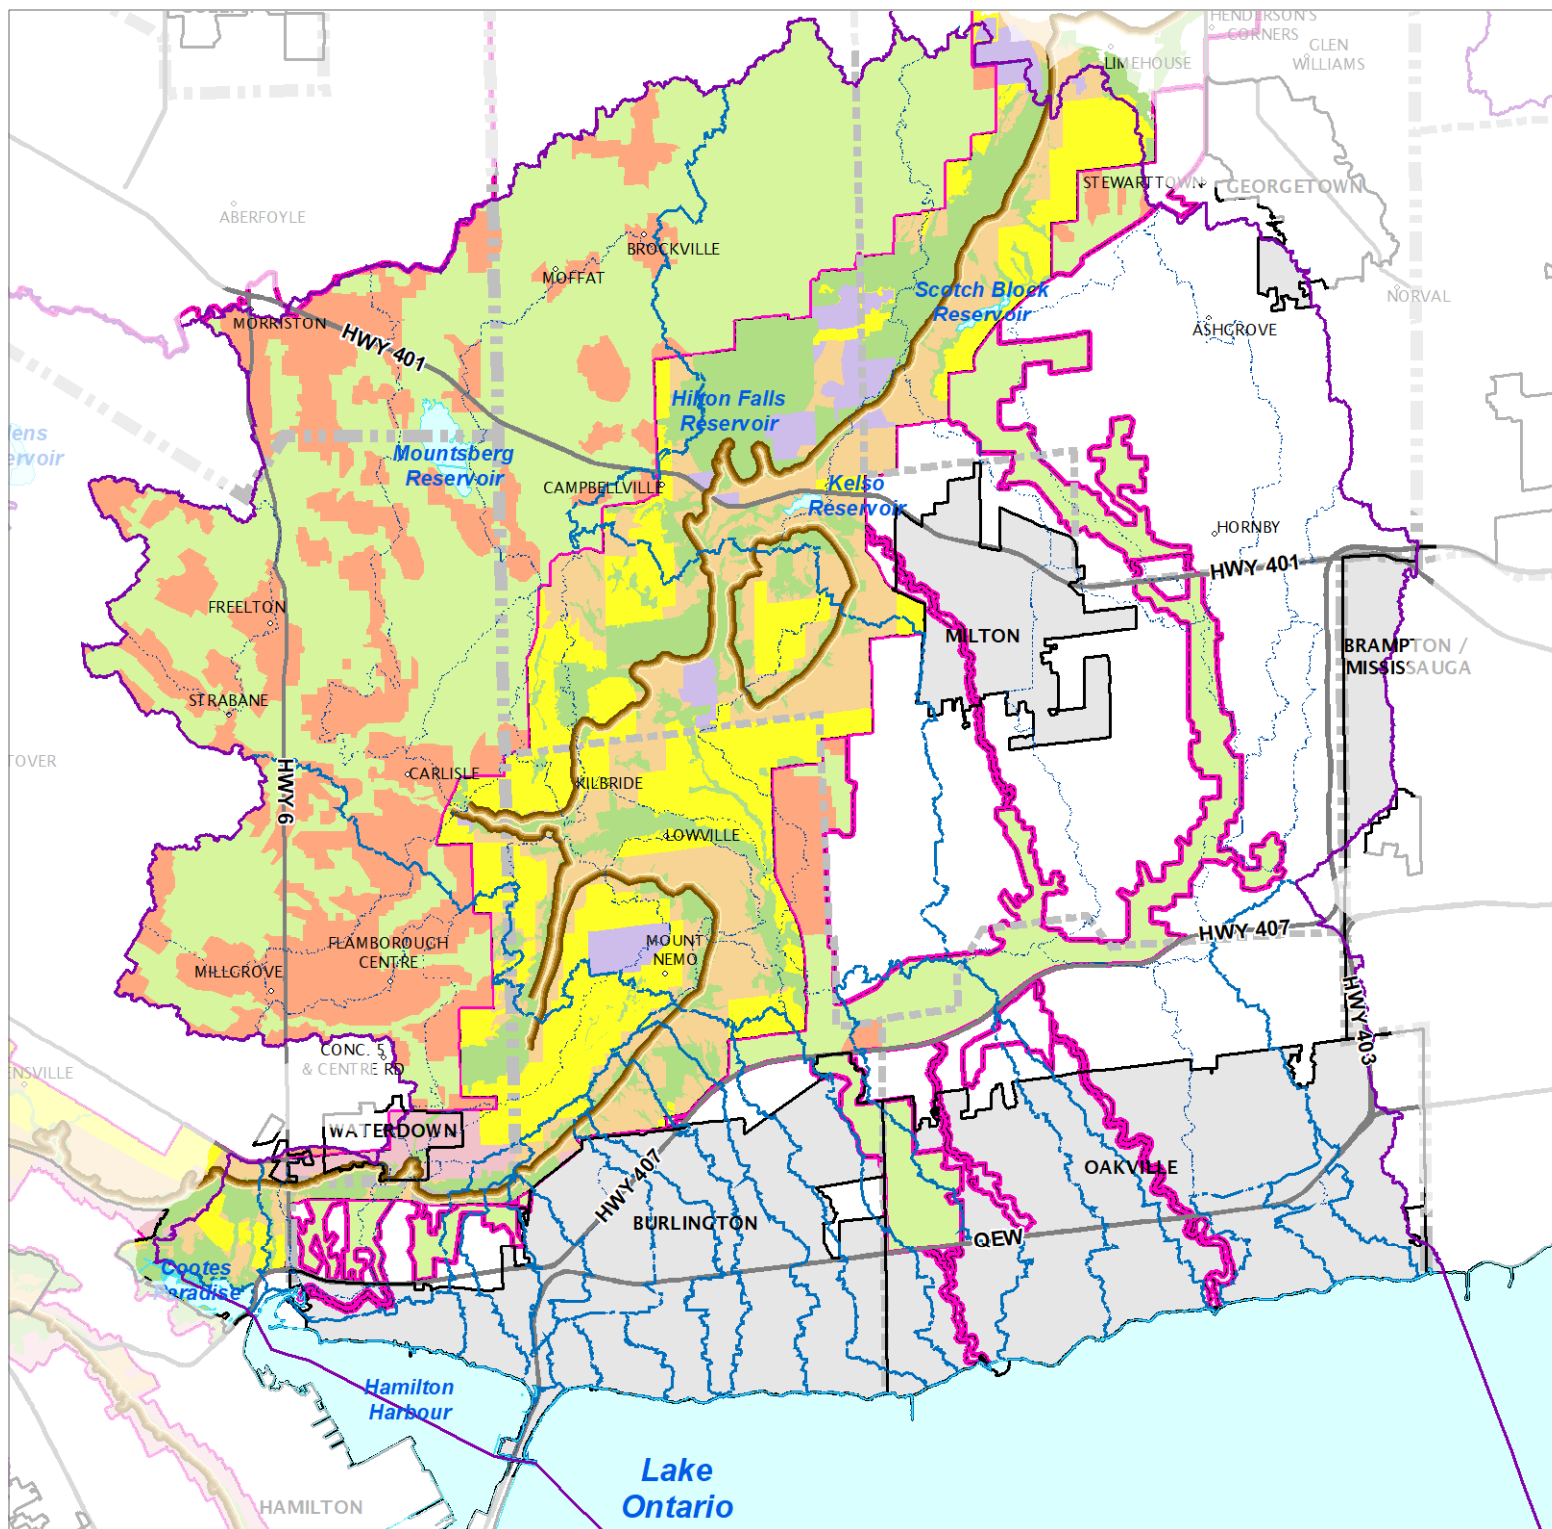 HENDERSON'S
CORNERS
GLEN
WILLIAMS
LIMEHOUSE
STEWARTTOWN
GEORGETOWN
ABERFOYLE
BROCKVILLE
MOFFAT
Scotch Block
Reservoir
NORVAL
MORRISTON
HWY 401
ASHGROVE
Hilton Falls
Reservoir
Mountsberg
Reservoir
CAMPBELLVILLE
Kelso
Reservoir
HORNBY
HWY 401
FREELTON
MILTON
BRAMPTON /
MISSISSAUGA
STRABANE
TOVER
CARLISLE
KILBRIDE
HWY 6
LOWVILLE
FLAMBOROUGH
CENTRE
MOUNT
NEMO
HWY 407
MILLGROVE
HWY 403
CONC. 5
& CENTRE RD
ENSVILLE
WATERDOWN
OAKVILLE
HWY 407
BURLINGTON
QEW
Cootes
Paradise
Hamilton
Harbour
Lake
Ontario
HAMILTON